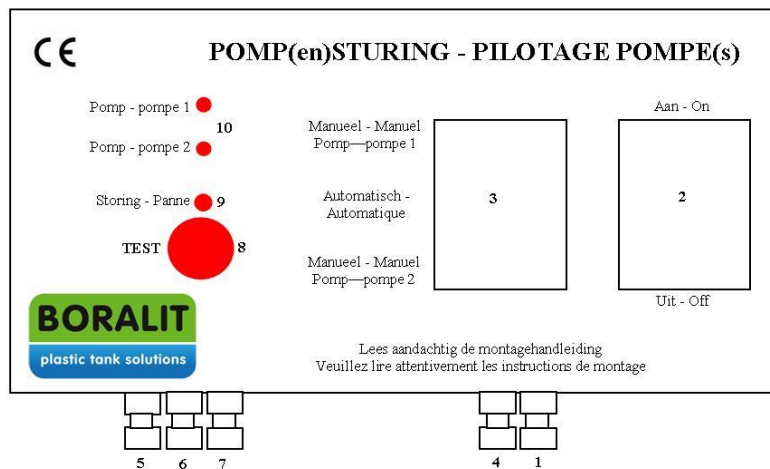 CE
POMP(en)STURING - PILOTAGE POMPE(s)
Pomp - pompe 1
10
Pomp - pompe 2
Storing - Panne 9
TEST 8
Manueel - Manuel
Pomp—pompe 1
Automatisch -
Automatique
Manueel - Manuel
Pomp—pompe 2
3
Aan - On
2
Uit - Off
BORALIT
plastic tank solutions
Lees aandachtig de montagehandleiding
Veuillez lire attentivement les instructions de montage
5 6 7 4 1